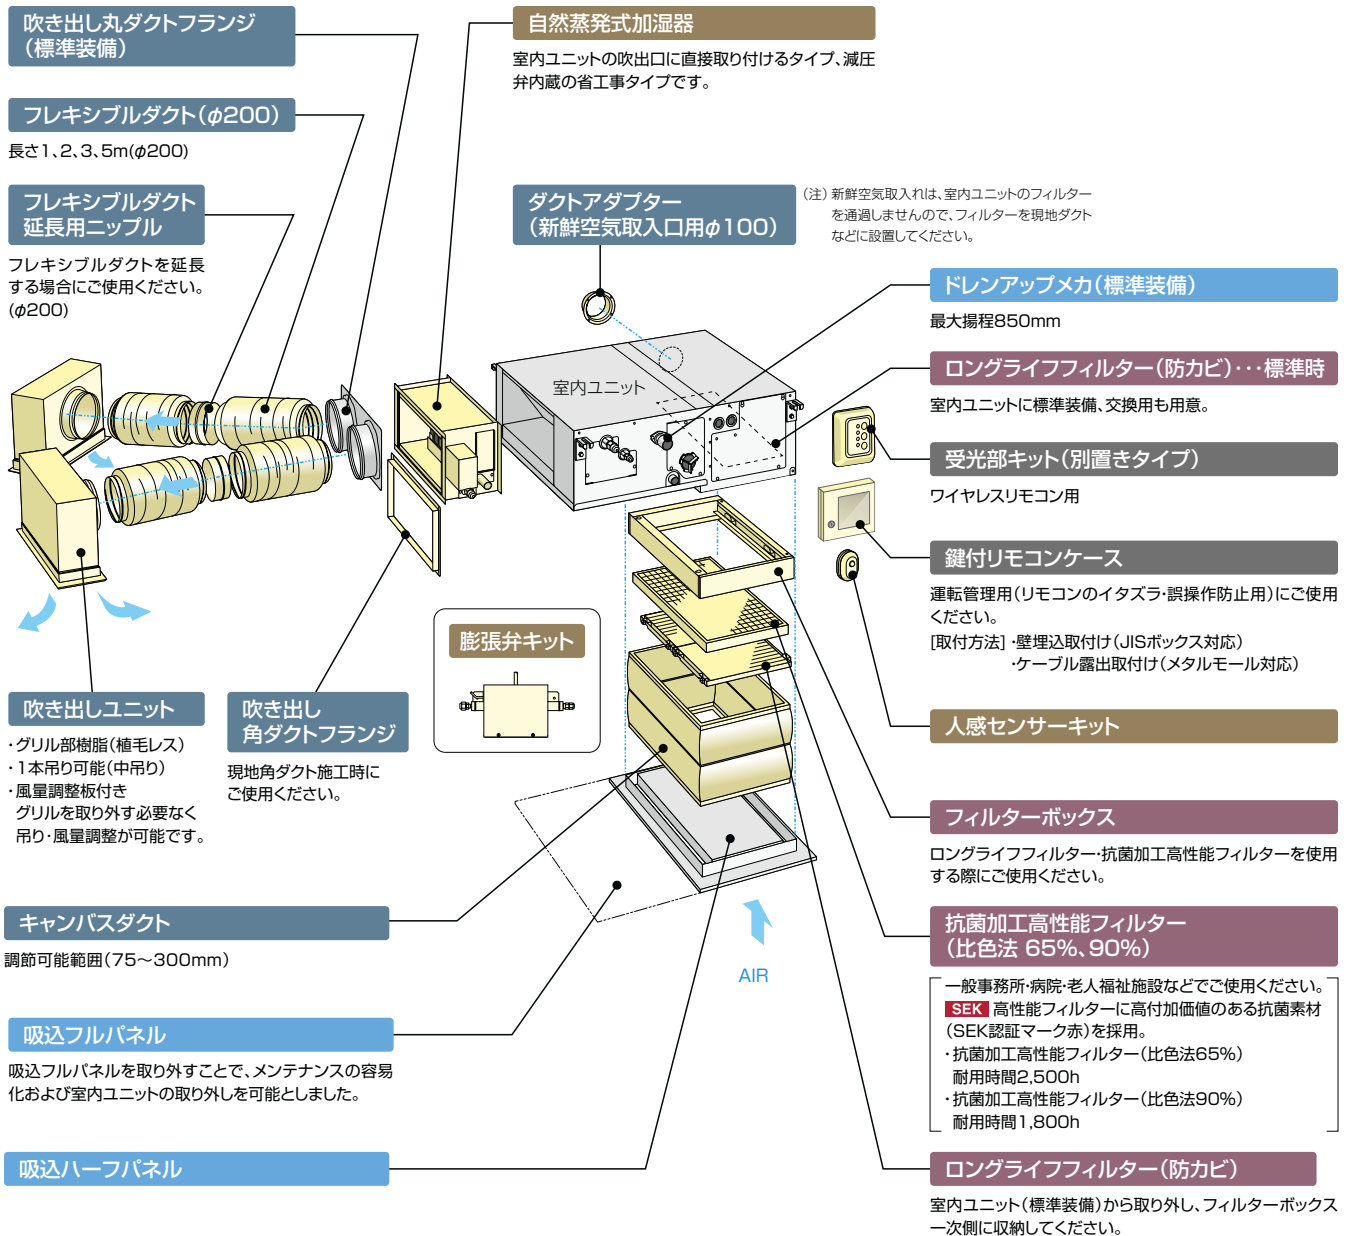 吹き出し丸ダクトフランジ
（標準装備）
フレキシブルダクト（φ200）
長さ1、2、3、5m(φ200)
フレキシブルダクト
延長用ニップル
フレキシブルダクトを延長
する場合にご使用ください。
(φ200)
自然蒸発式加湿器
室内ユニットの吹出口に直接取り付けるタイプ、減圧
弁内蔵の省工事タイプです。
ダクトアダプター
（新鮮空気取入口用φ100）
（注）新鮮空気取入れは、室内ユニットのフィルター
を通過しませんので、フィルターを現地ダクト
などに設置してください。
室内ユニット
ドレンアップメカ（標準装備）
最大揚程850mm
ロングライフフィルター（防カビ）・・・標準時
室内ユニットに標準装備、交換用も用意。
受光部キット（別置きタイプ）
ワイヤレスリモコン用
鍵付リモコンケース
運転管理用（リモコンのイタズラ・誤操作防止用）にご使用
ください。
[取付方法]・壁埋込取付け（JISボックス対応）
・ケーブル露出取付け（メタルモール対応）
人感センサーキット
膨張弁キット
吹き出しユニット
・グリル部樹脂（植毛レス）
・1本吊り可能（中吊り）
・風量調整板付き
グリルを取り外す必要なく
吊り・風量調整が可能です。
吹き出し
角ダクトフランジ
現地角ダクト施工時に
ご使用ください。
フィルターボックス
ロングライフフィルター・抗菌加工高性能フィルターを使用
する際にご使用ください。
キャンバスダクト
調節可能範囲（75〜300mm）
AIR
抗菌加工高性能フィルター
（比色法 65%、90%）
一般事務所・病院・老人福祉施設などでご使用ください。
SEK 高性能フィルターに高付加価値のある抗菌素材
（SEK認証マーク赤）を採用。
・抗菌加工高性能フィルター（比色法65%）
耐用時間2,500h
・抗菌加工高性能フィルター（比色法90%）
耐用時間1,800h
吸込フルパネル
吸込フルパネルを取り外すことで、メンテナンスの容易
化および室内ユニットの取り外しを可能としました。
吸込ハーフパネル
ロングライフフィルター（防カビ）
室内ユニット（標準装備）から取り外し、フィルターボックス
一次側に収納してください。